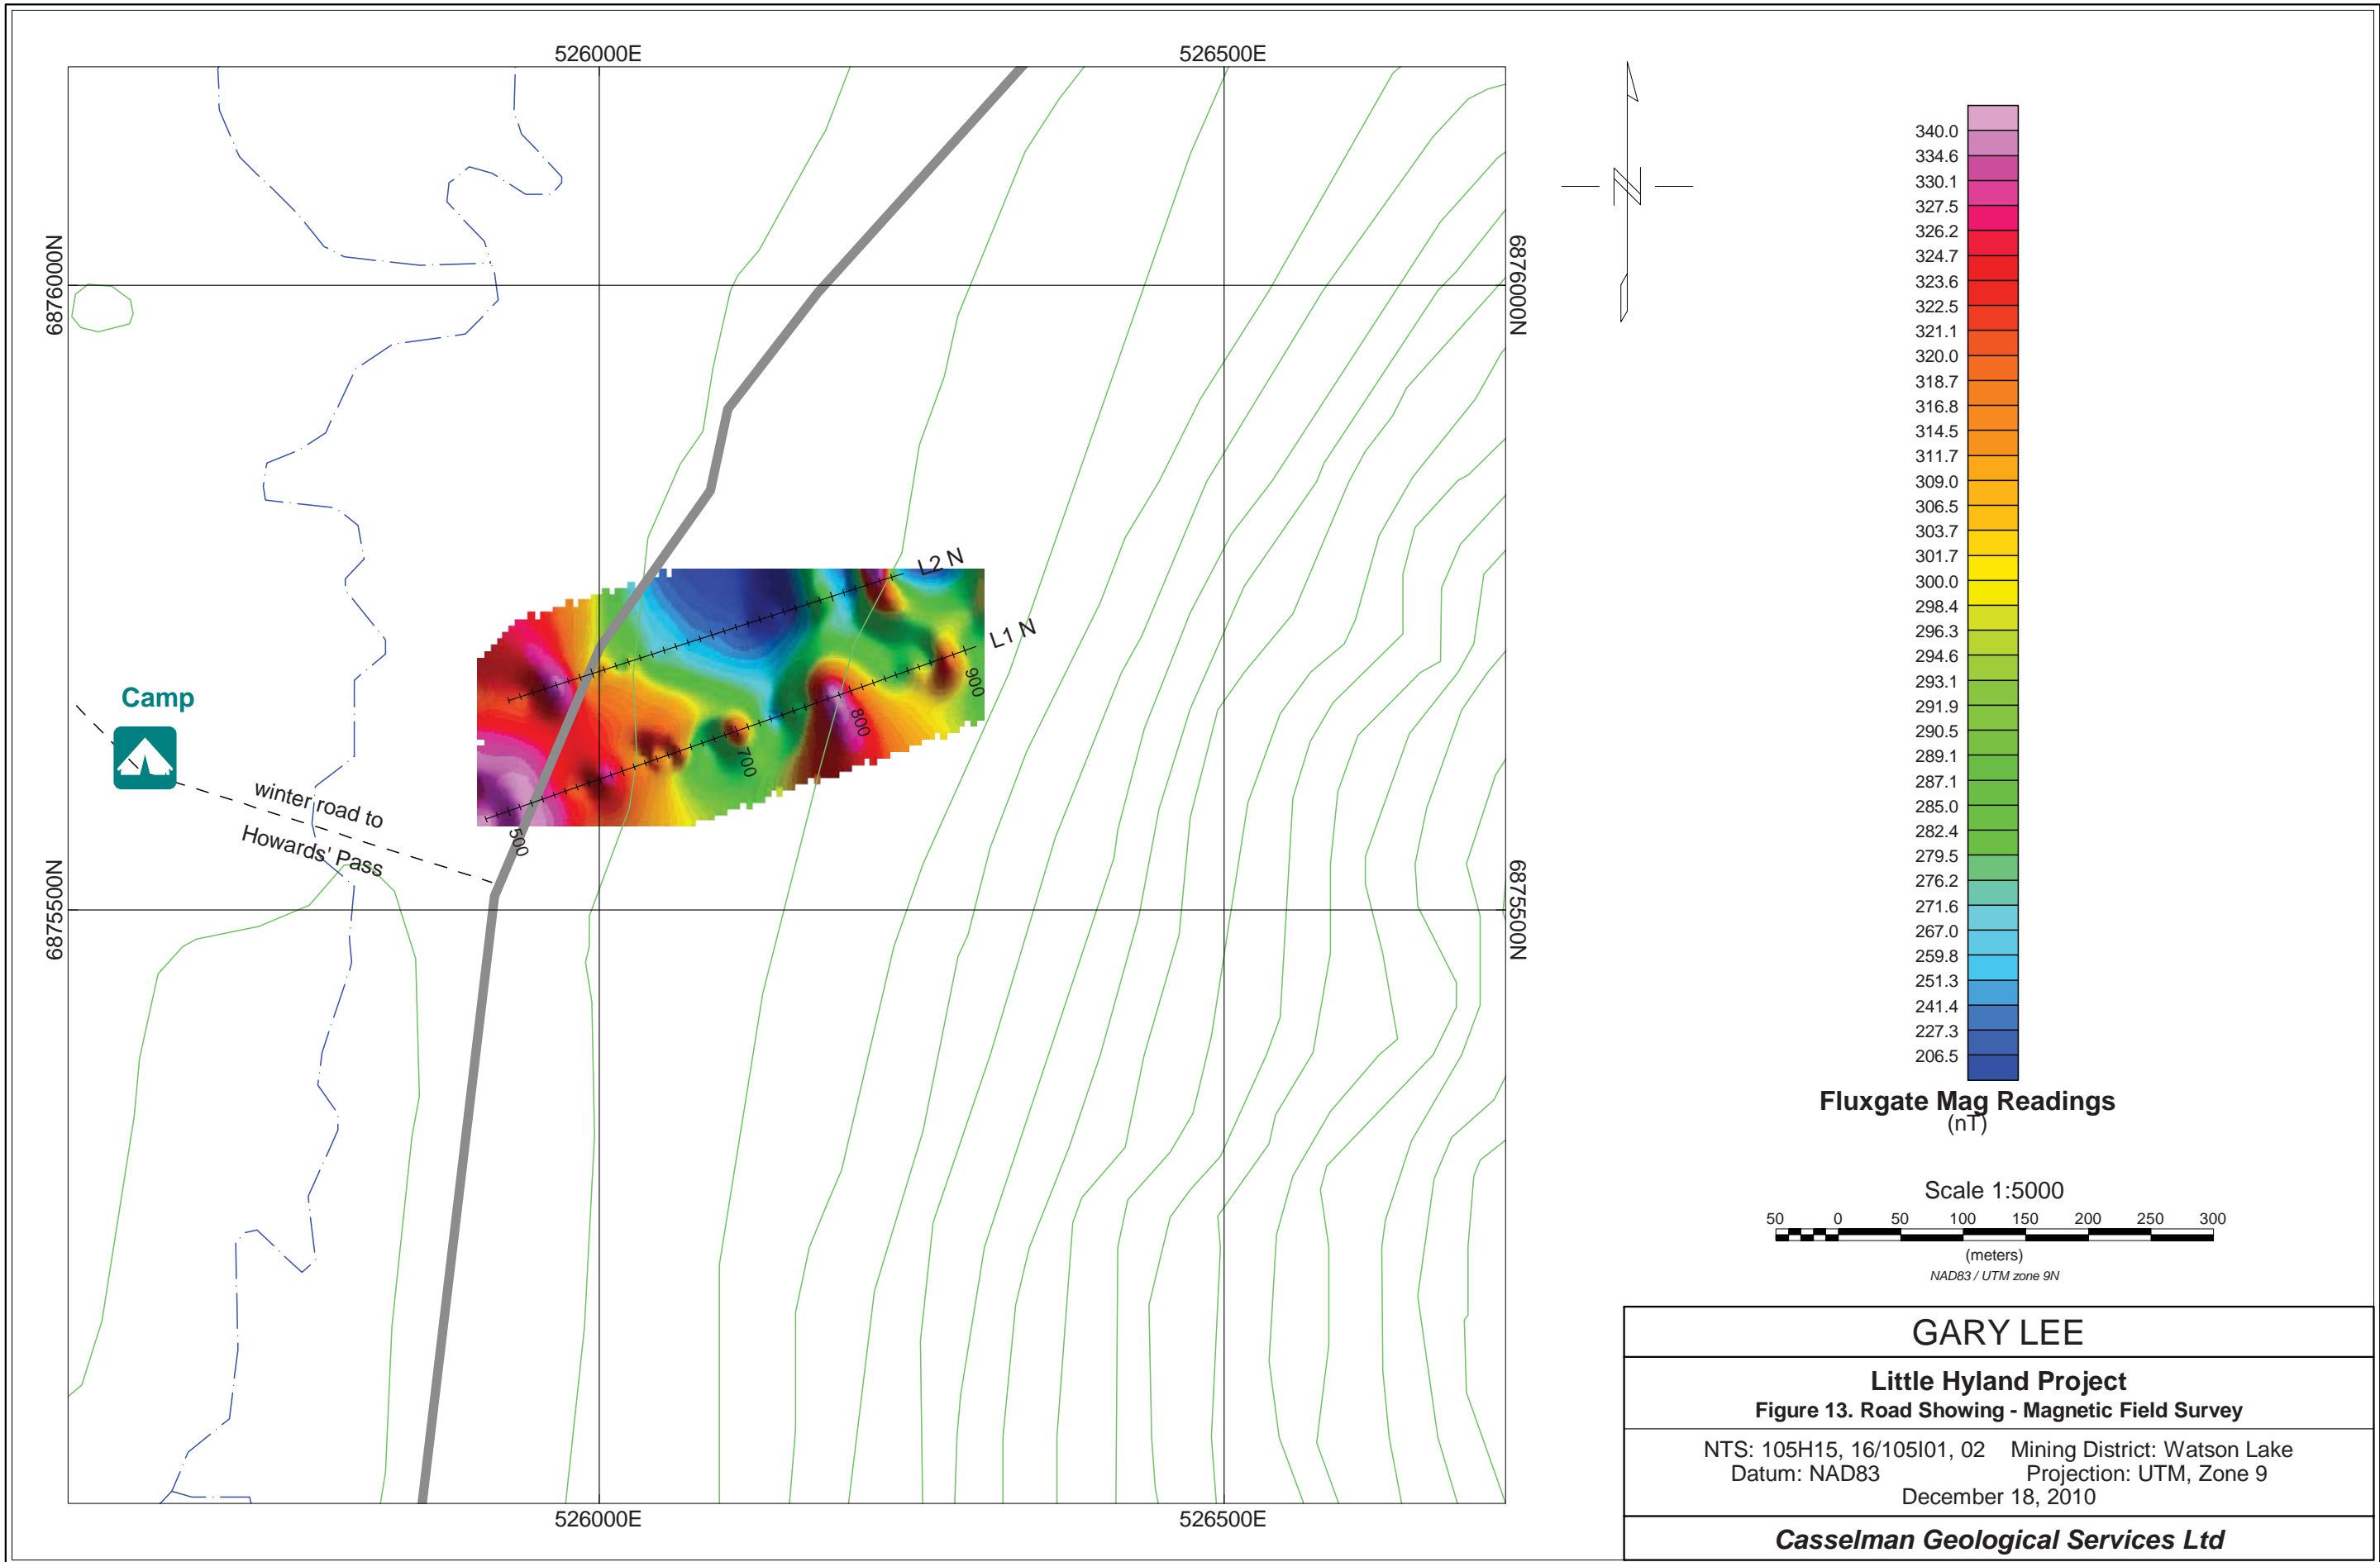 526000E
526500E
6876000N
6876000N
6875500N
6875500N
526000E
526500E
Camp
winter road to
Howards' Pass
L2 N
L1 N
500
700
800
900
N
340.0
334.6
330.1
327.5
326.2
324.7
323.6
322.5
321.1
320.0
318.7
316.8
314.5
311.7
309.0
306.5
303.7
301.7
300.0
298.4
296.3
294.6
293.1
291.9
290.5
289.1
287.1
285.0
282.4
279.5
276.2
271.6
267.0
259.8
251.3
241.4
227.3
206.5
Fluxgate Mag Readings
(nT)
Scale 1:5000
50 0 50 100 150 200 250 300
(meters)
NAD83 / UTM zone 9N
GARY LEE
Little Hyland Project
Figure 13. Road Showing - Magnetic Field Survey
NTS: 105H15, 16/105I01, 02 Mining District: Watson Lake
Datum: NAD83 Projection: UTM, Zone 9
December 18, 2010
Casselman Geological Services Ltd